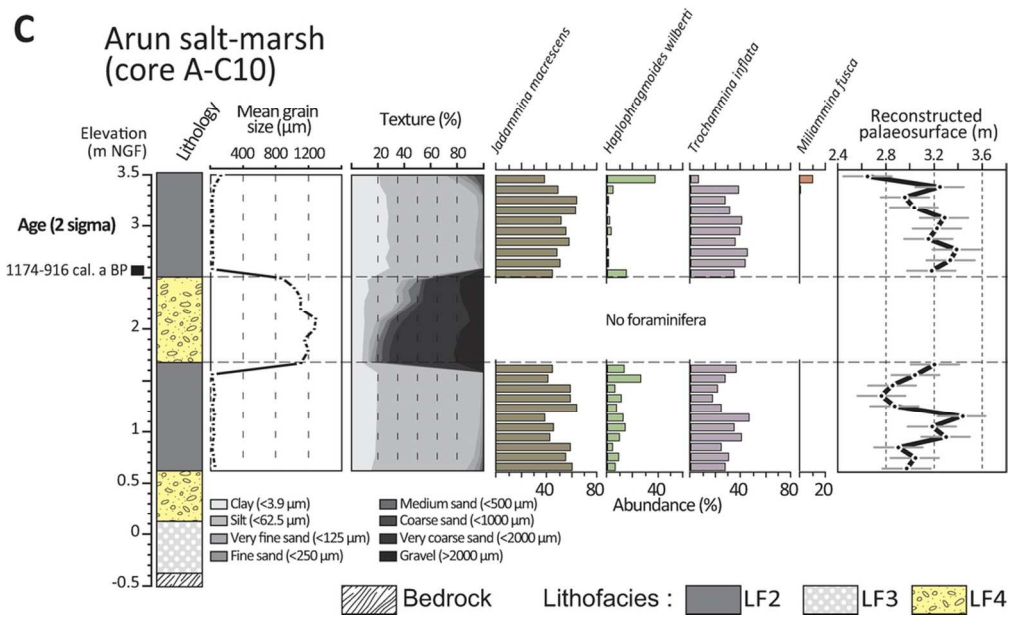 C
Arun salt-marsh
(core A-C10)
Elevation
(m NGF)
Lithology
Mean grain
size (µm)
400 800 1200
Texture (%)
20 40 60 80
Jadammina macrescens
Haplophragmoides wilberti
Trochammina inflata
Miliammina fusca
Reconstructed
palaeosurface (m)
2.4 2.8 3.2 3.6
3.5
Age (2 sigma)
3
1174-916 cal. a BP
2
No foraminifera
1
0.5
0
-0.5
40 80 40 40 80 20
Abundance (%)
Clay (<3.9 µm)
Silt (<62.5 µm)
Very fine sand (<125 µm)
Fine sand (<250 µm)
Medium sand (<500 µm)
Coarse sand (<1000 µm)
Very coarse sand (<2000 µm)
Gravel (>2000 µm)
Bedrock
Lithofacies :
LF2
LF3
LF4